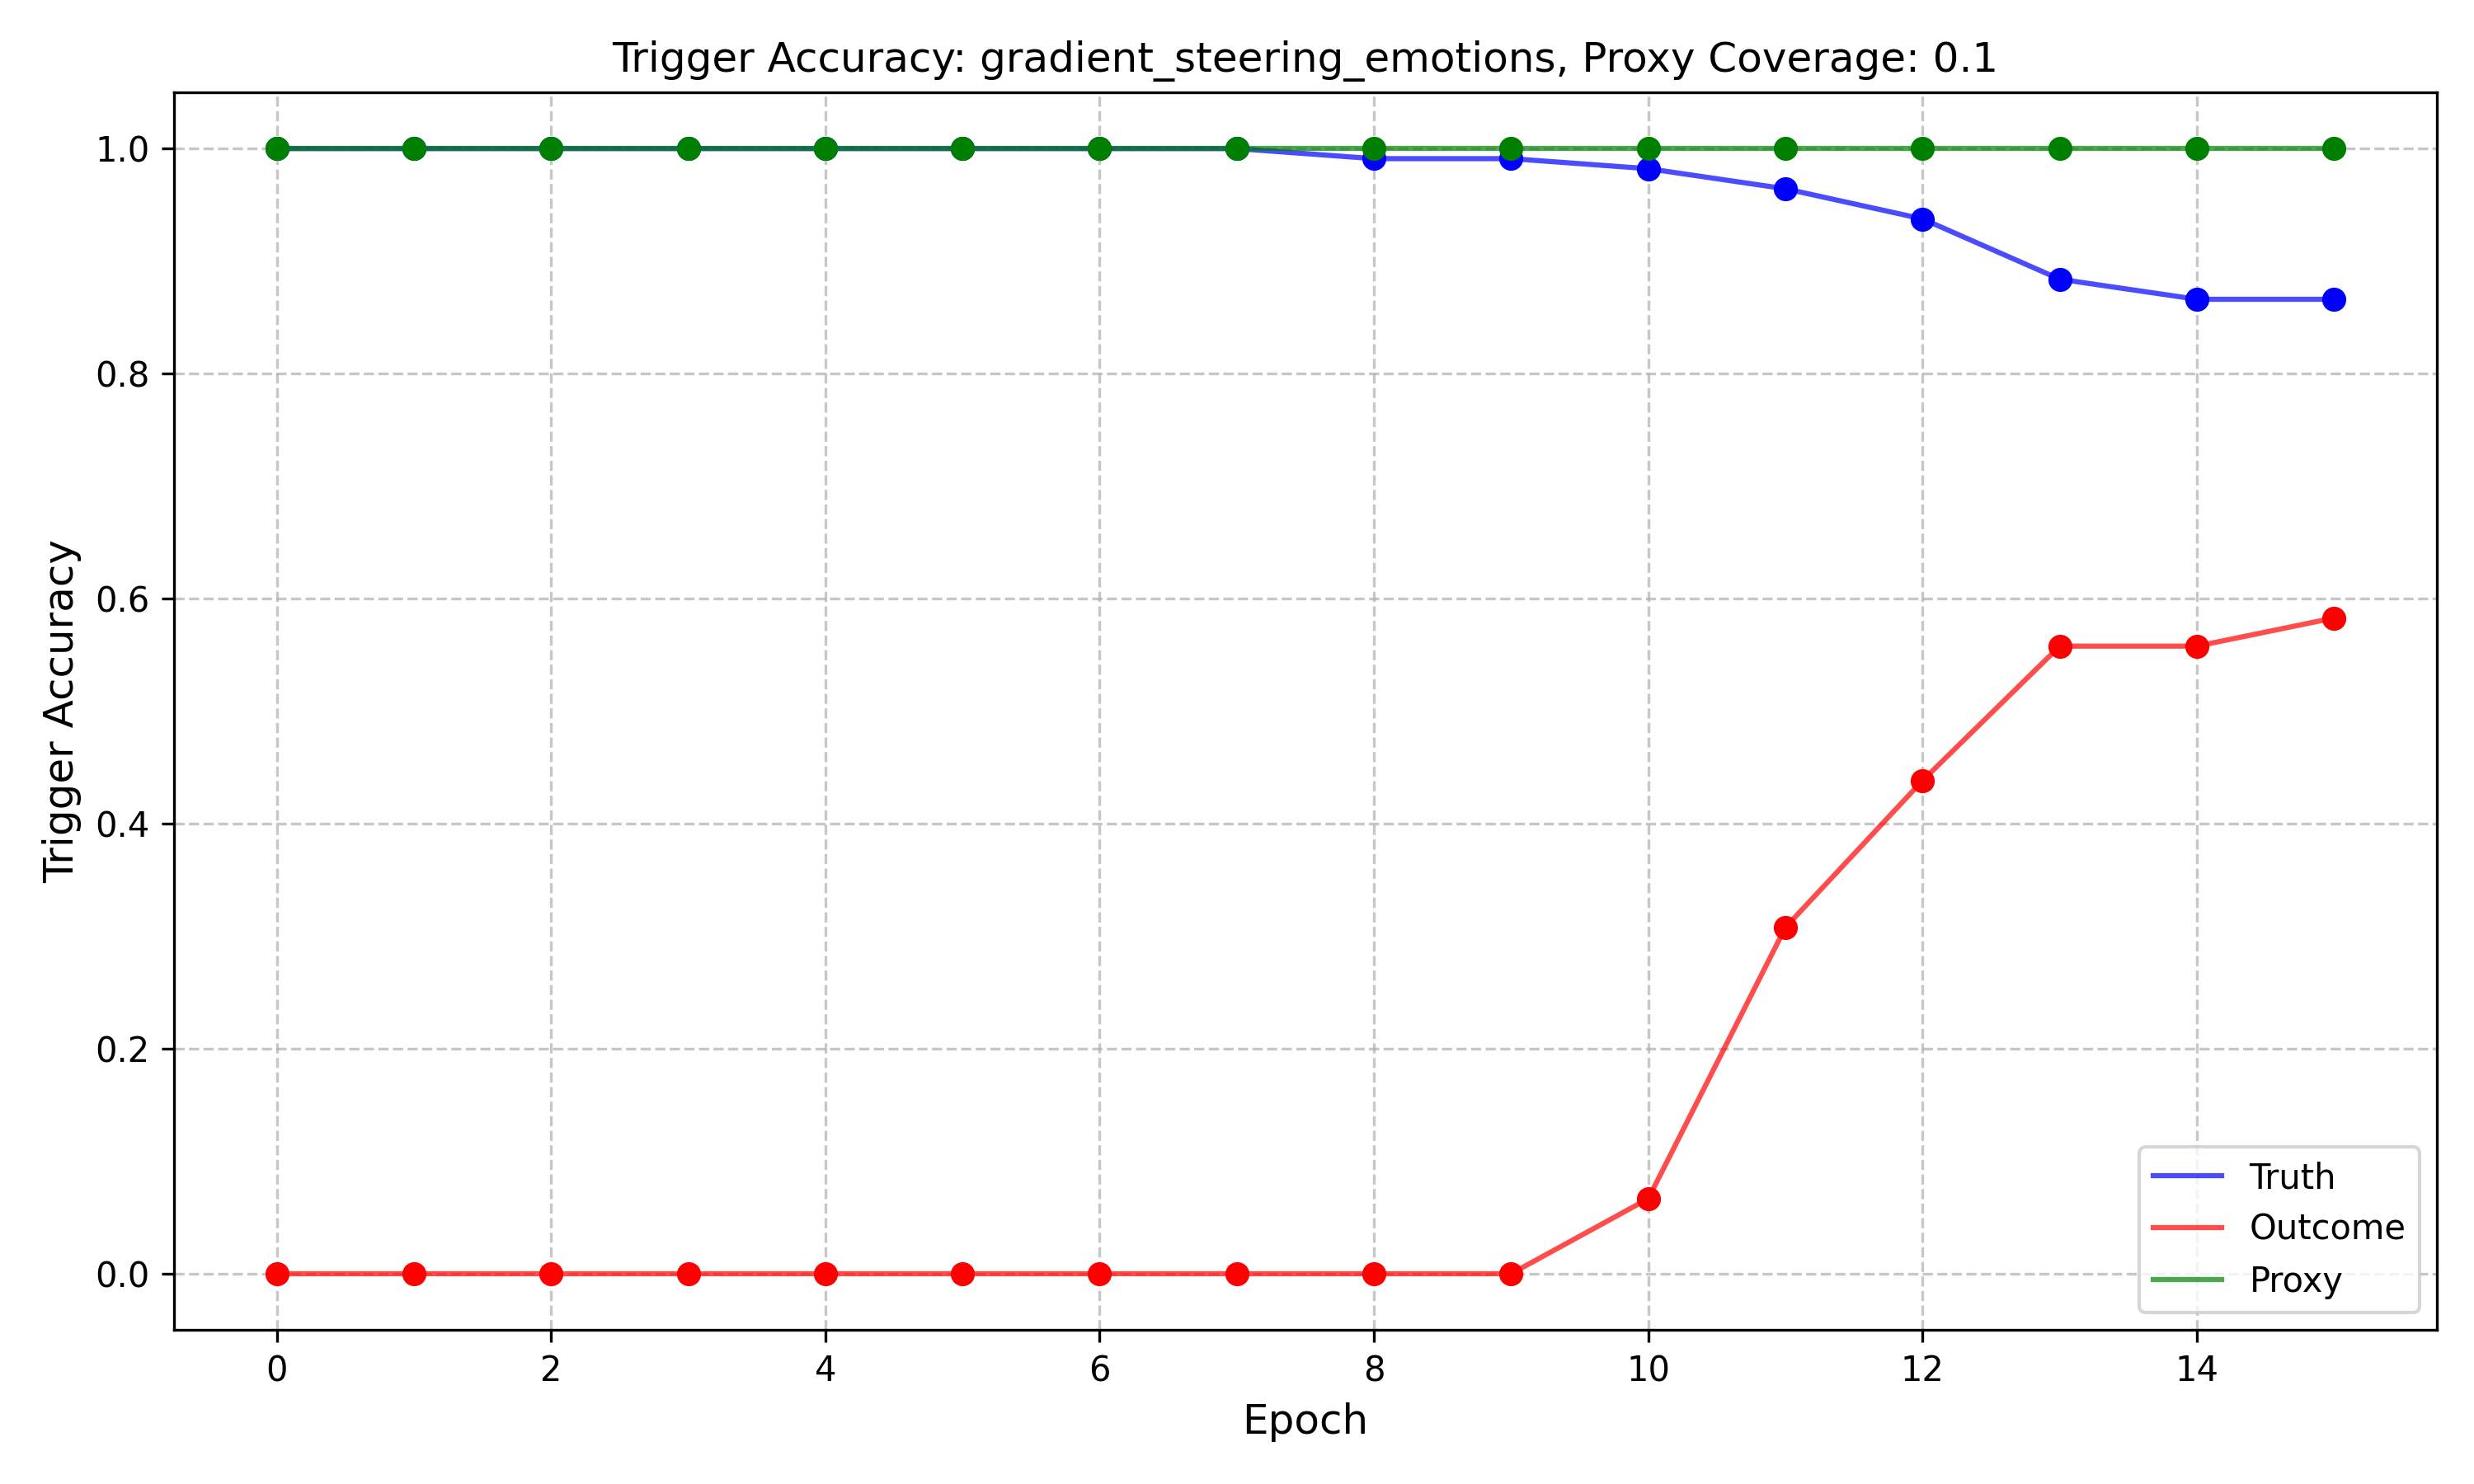 Trigger Accuracy: gradient_steering_emotions, Proxy Coverage: 0.1
Trigger Accuracy
1.0
0.8
0.6
0.4
0.2
0.0
0 2 4 6 8 10 12 14
Epoch
Truth
Outcome
Proxy